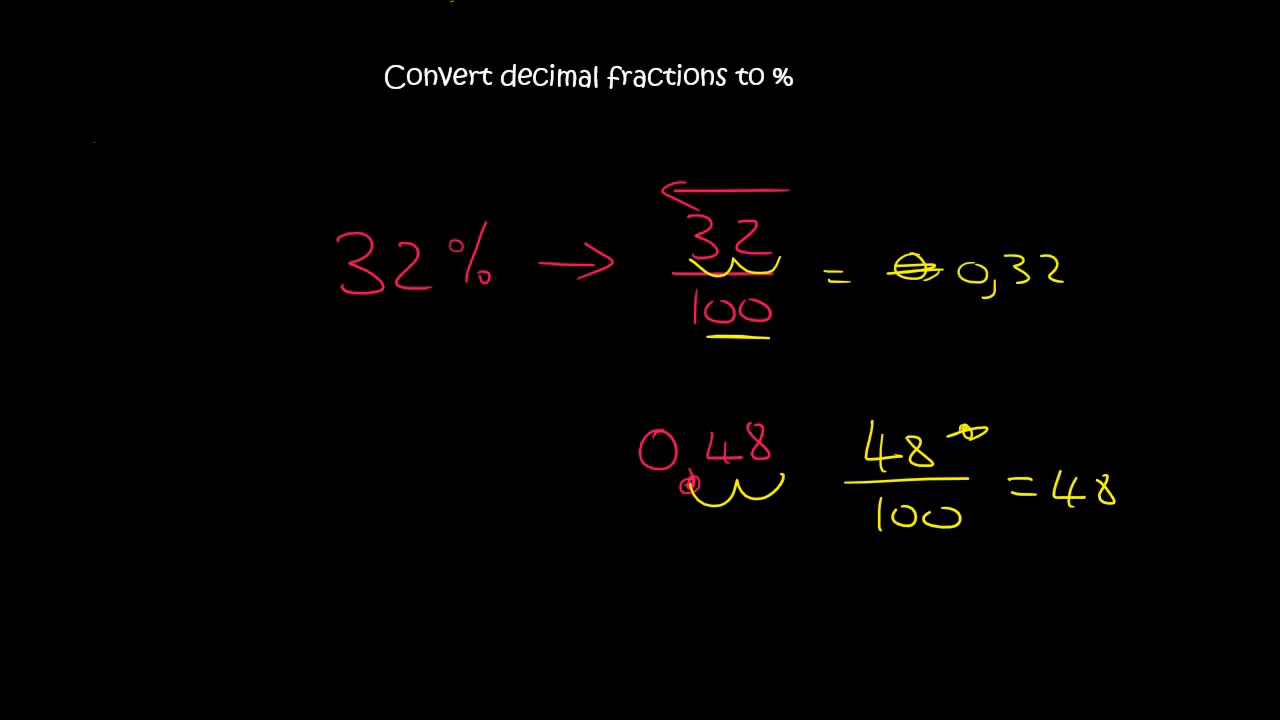 Convert decimal fractions to %
32% → 32/100 = 0,32
0,48 48/100 = 48